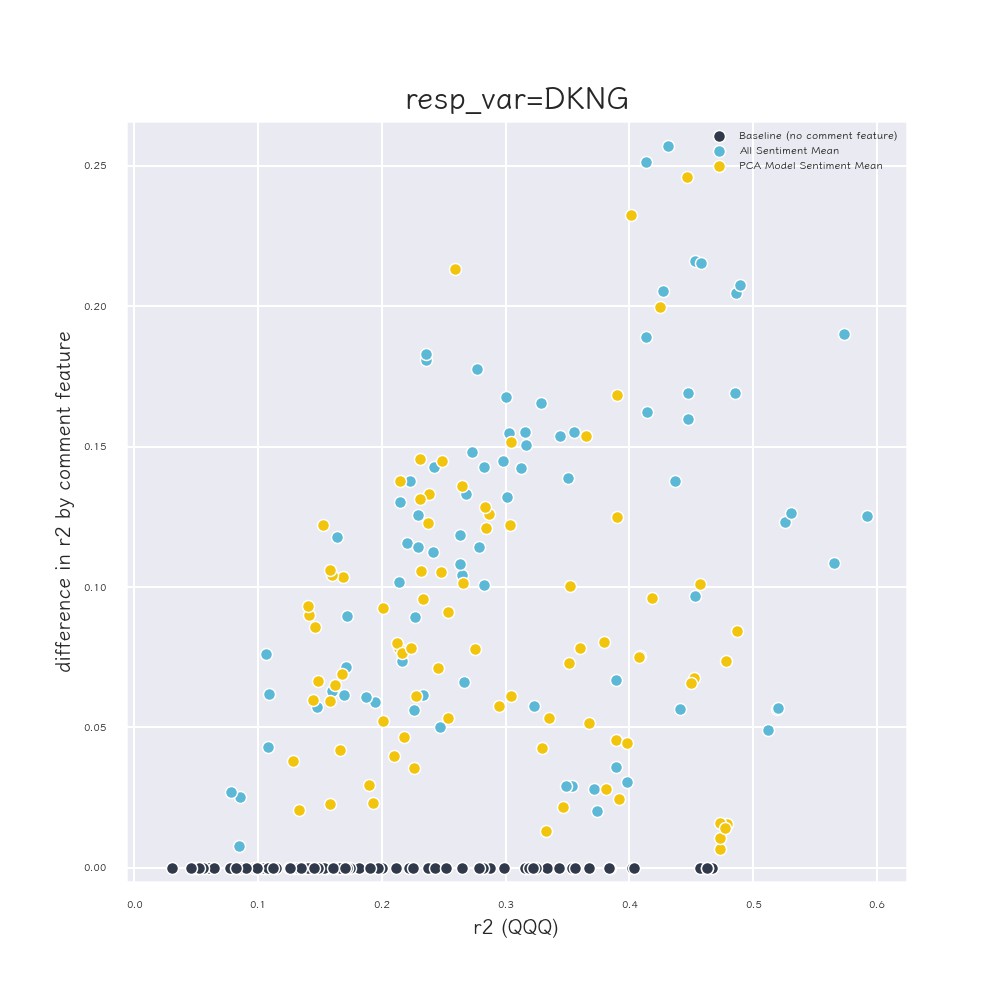 resp_var=DKNG
Baseline (no comment feature)
All Sentiment Mean
PCA Model Sentiment Mean
difference in r2 by comment feature
0.25
0.20
0.15
0.10
0.05
0.00
0.0 0.1 0.2 0.3 0.4 0.5 0.6
r2 (QQQ)